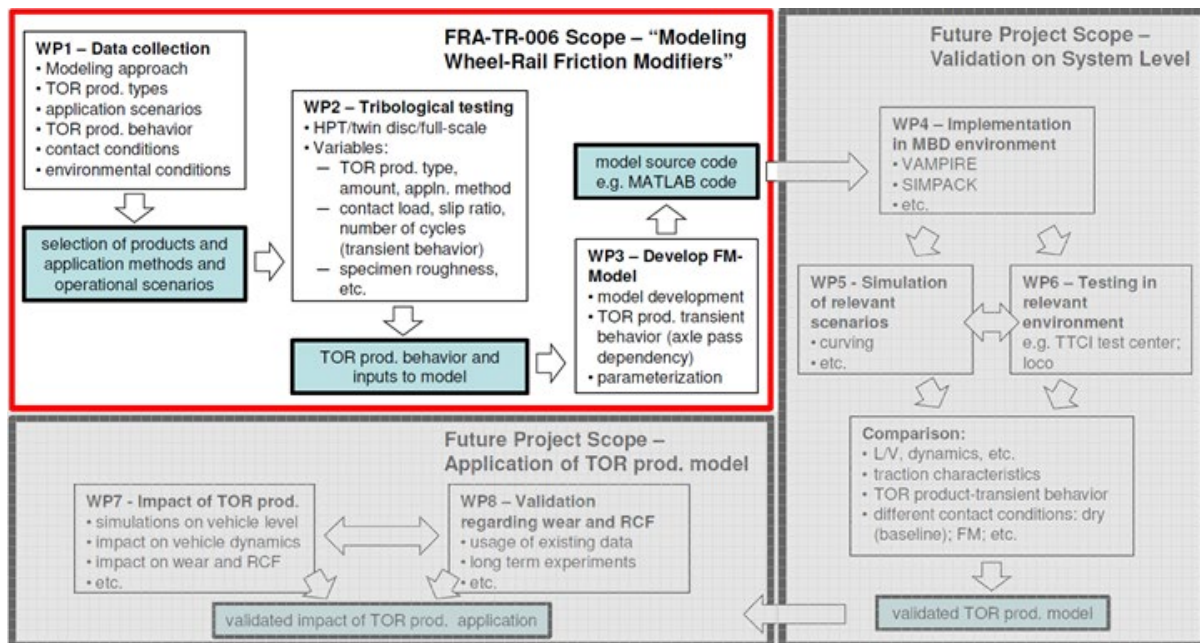 FRA-TR-006 Scope – “Modeling
Wheel-Rail Friction Modifiers”
WP1 – Data collection
• Modeling approach
• TOR prod. types
• application scenarios
• TOR prod. behavior
• contact conditions
• environmental conditions
selection of products and
application methods and
operational scenarios
WP2 – Tribological testing
• HPT/twin disc/full-scale
• Variables:
— TOR prod. type,
amount, appln. method
— contact load, slip ratio,
number of cycles
(transient behavior)
— specimen roughness,
etc.
TOR prod. behavior and
inputs to model
WP3 – Develop FM-
Model
• model development
• TOR prod. transient
behavior (axle pass
dependency)
• parameterization
model source code
e.g. MATLAB code
Future Project Scope –
Validation on System Level
WP4 – Implementation
in MBD environment
• VAMPIRE
• SIMPACK
• etc.
WP5 - Simulation
of relevant
scenarios
• curving
• etc.
WP6 – Testing in
relevant
environment
e.g. TTCI test center;
loco
Comparison:
• L/V, dynamics, etc.
• traction characteristics
• TOR product-transient behavior
• different contact conditions: dry
(baseline); FM; etc.
validated TOR prod. model
Future Project Scope –
Application of TOR prod. model
WP7 - Impact of TOR prod.
• simulations on vehicle level
• impact on vehicle dynamics
• impact on wear and RCF
• etc.
WP8 – Validation
regarding wear and RCF
• usage of existing data
• long term experiments
• etc.
validated impact of TOR prod. application